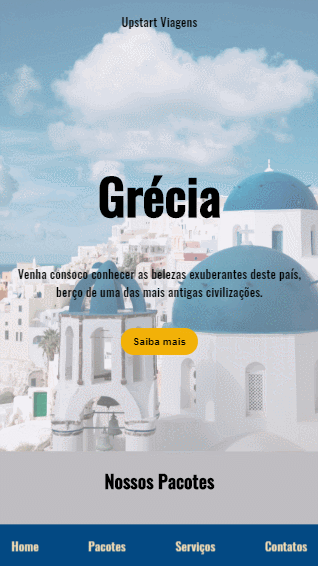 Upstart Viagens
Grécia
Venha consoco conhecer as belezas exuberantes deste país,
berço de uma das mais antigas civilizações.
Saiba mais
Nossos Pacotes
Home Pacotes Serviços Contatos